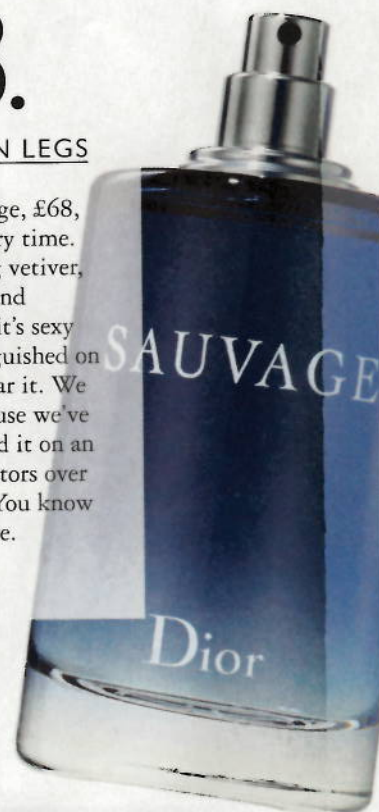 .
N LEGS
ge, £68,
ry time.
g vetiver,
nd
it's sexy
guished on
ar it. We
use we've
d it on an
tors over
You know
e.
SAUVAGE
Dior